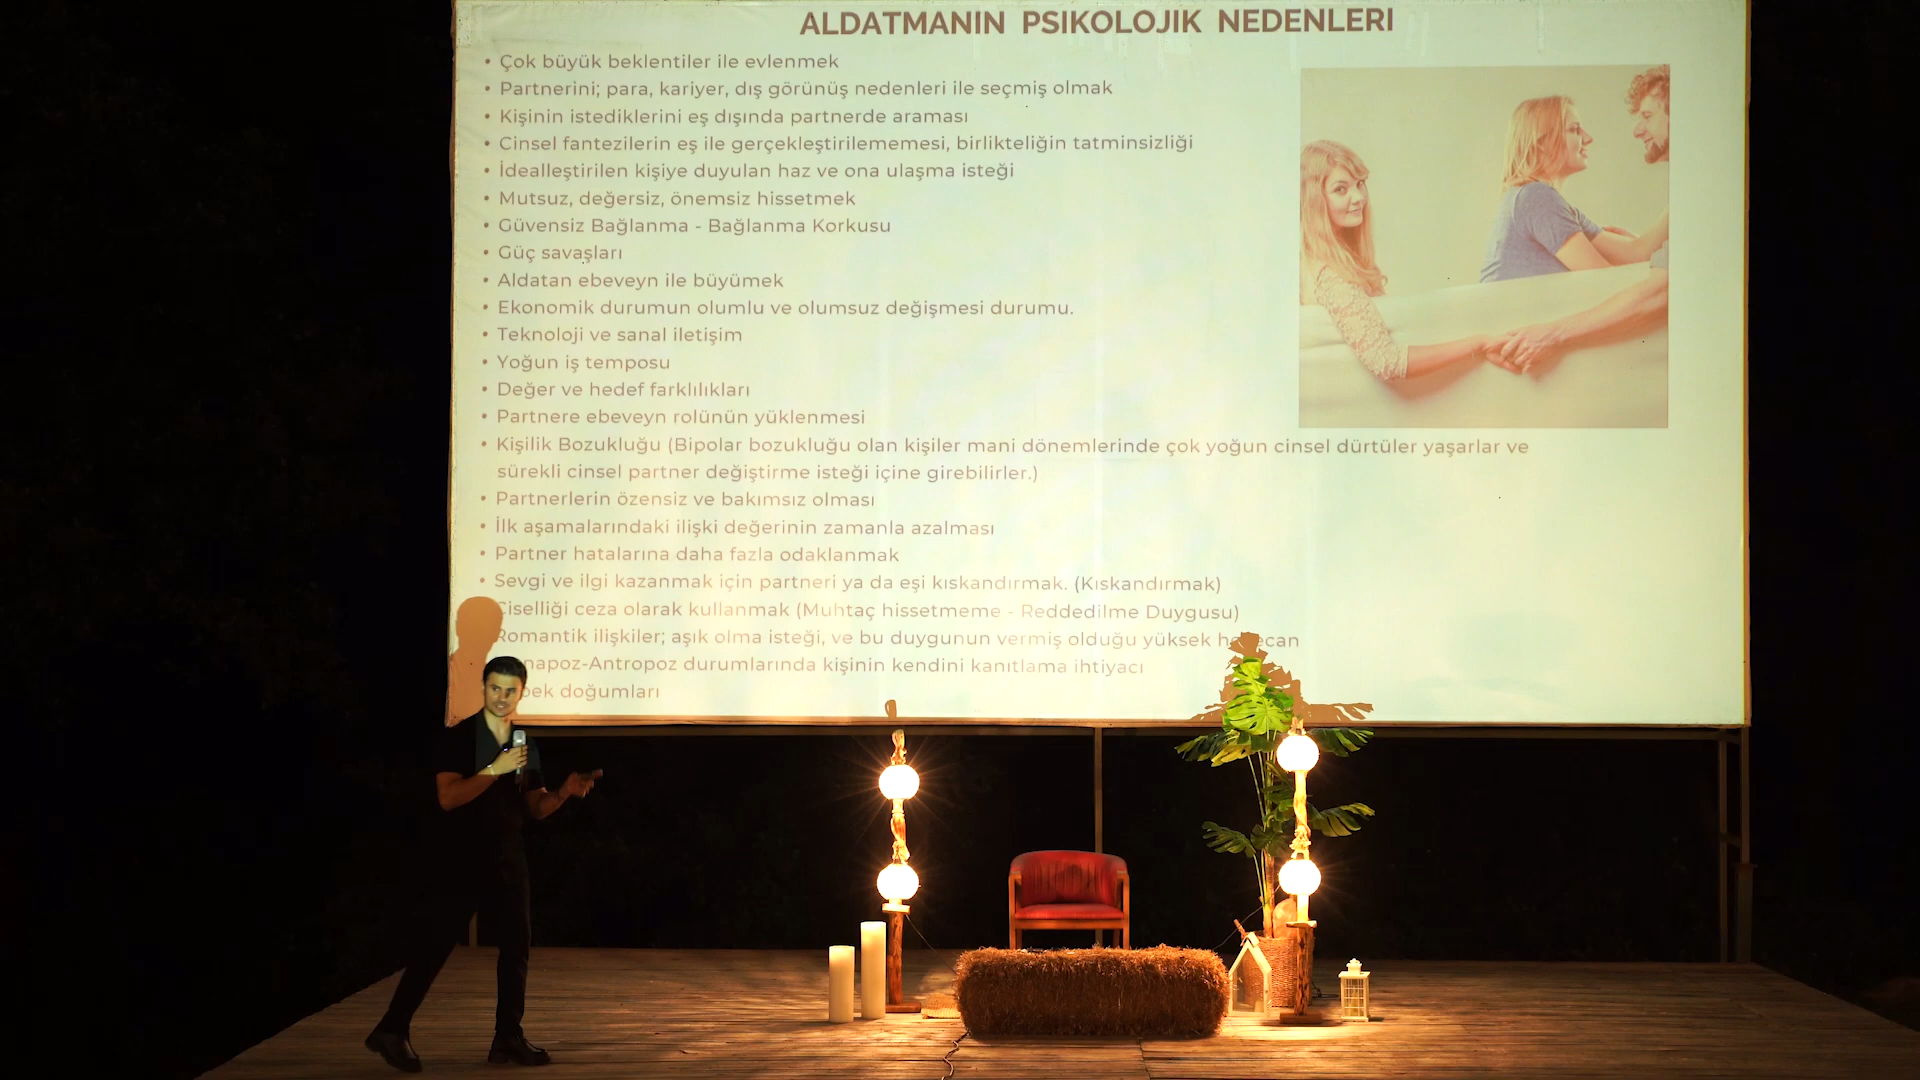 ALDATMANIN PSIKOLOJIK NEDENLERI
• Çok büyük beklentiler ile evlenmek
• Partnerini; para, kariyer, dış görünüş nedenleri ile seçmiş olmak
• Kişinin istediklerini eş dışında partnerde araması
• Cinsel fantezilerin eş ile gerçekleştirilememesi, birlikteliğin tatminsizliği
• İdealleştirilen kişiye duyulan haz ve ona ulaşma isteği
• Mutsuz, değersiz, önemsiz hissetmek
• Güvensiz Bağlanma - Bağlanma Korkusu
• Güç savaşları
• Aldatan ebeveyn ile büyümek
• Ekonomik durumun olumlu ve olumsuz değişmesi durumu.
• Teknoloji ve sanal iletişim
• Yoğun iş temposu
• Değer ve hedef farklılıkları
• Partnere ebeveyn rolünün yüklenmesi
• Kişilik Bozukluğu (Bipolar bozukluğu olan kişiler mani dönemlerinde çok yoğun cinsel dürtüler yaşarlar ve
sürekli cinsel partner değiştirme isteği içine girebilirler.)
• Partnerlerin özensiz ve bakımsız olması
• İlk aşamalarındaki ilişki değerinin zamanla azalması
• Partner hatalarına daha fazla odaklanmak
• Sevgi ve ilgi kazanmak için partneri ya da eşi kıskandırmak. (Kıskandırmak)
Ciselliği ceza olarak kullanmak (Muhtaç hissetmeme - Reddedilme Duygusu)
Romantik ilişkiler; aşık olma isteği, ve bu duygunun vermiş olduğu yüksek
durumlarında kişinin kendini kanıtlama ihtiyacı
doğumları